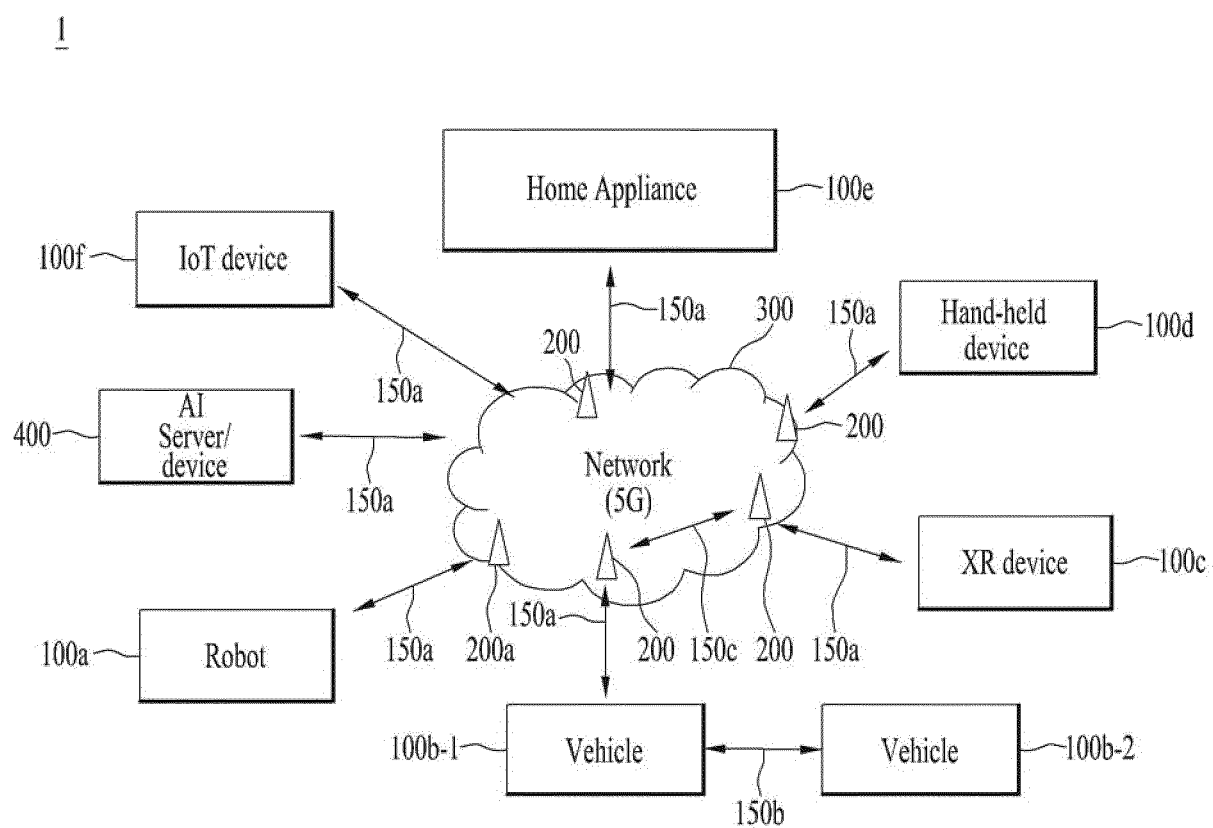 1
Home Appliance
100e
IoT device
100f
150a
300
150a
Hand-held
device
100d
200
150a
AI
Server/
device
400
150a
200
Network
(5G)
XR device
100c
150a
Robot
100a
150a
200a
200
150c
200
150a
Vehicle
100b-1
Vehicle
100b-2
150b
150a